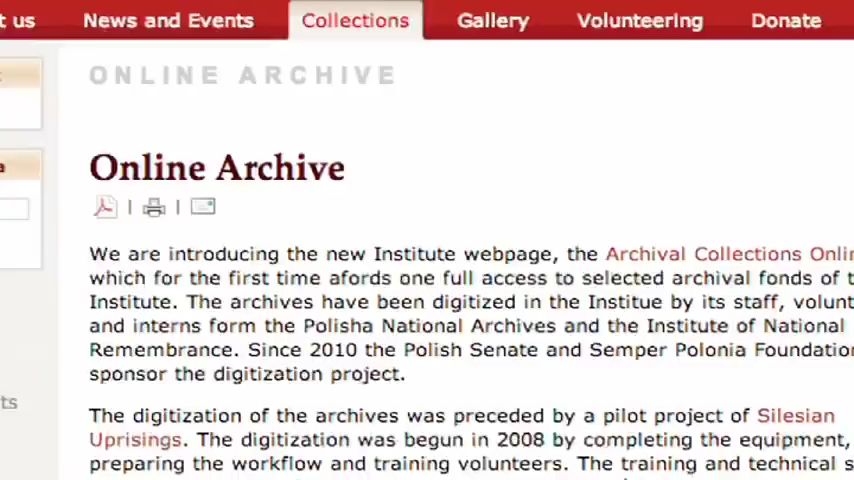 us News and Events Collections Gallery Volunteering Donate
ONLINE ARCHIVE
Online Archive
We are introducing the new Institute webpage, the Archival Collections
which for the first time afords one full access to selected archival fonds of
Institute. The archives have been digitized in the Institue by its staff,
and interns form the Polisha National Archives and the Institute of National
Remembrance. Since 2010 the Polish Senate and Semper Polonia
sponsor the digitization project.
The digitization of the archives was preceded by a pilot project of Silesian
Uprisings. The digitization was begun in 2008 by completing the equipment,
preparing the workflow and training volunteers. The training and technical